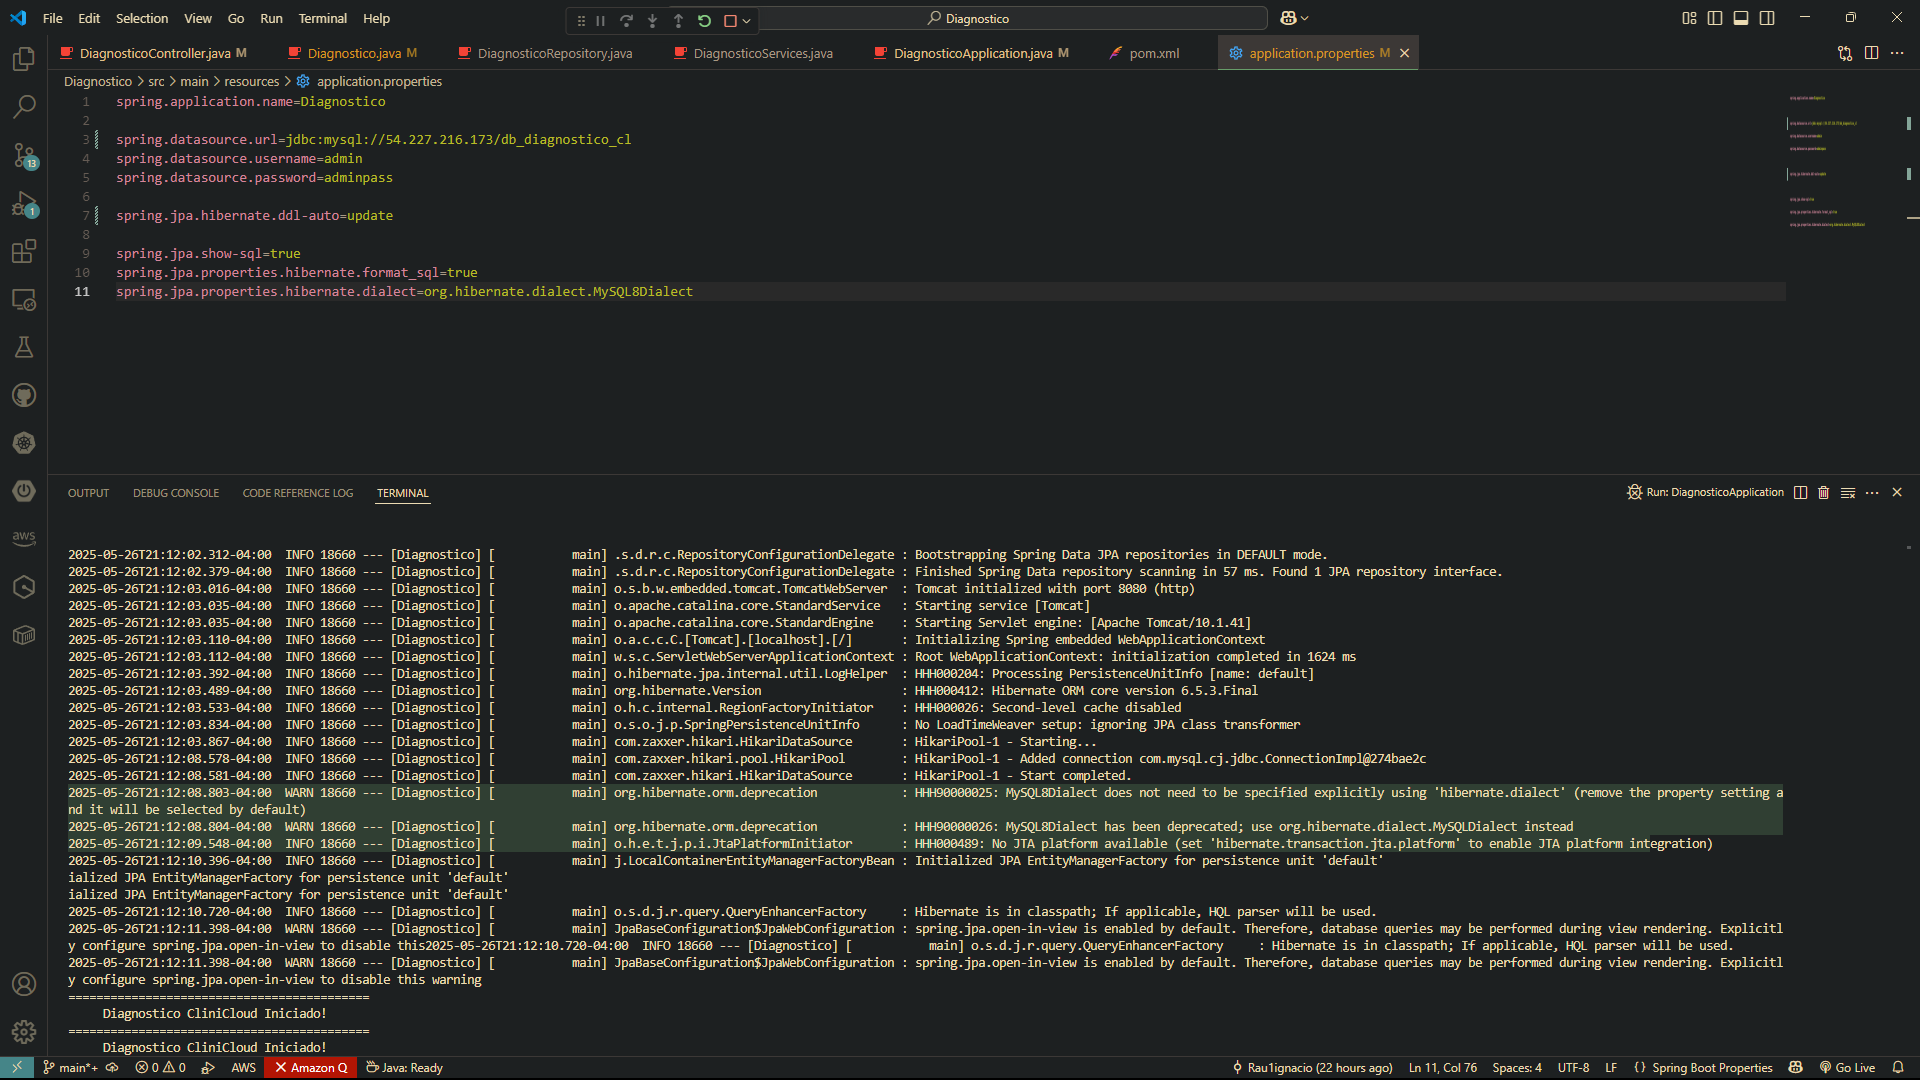 File Edit Selection View Go Run Terminal Help
Diagnostico
DiagnosticoController.java M Diagnostico.java M DiagnosticoRepository.java DiagnosticoServices.java DiagnosticoApplication.java M pom.xml application.properties M
Diagnostico > src > main > resources > application.properties
1 spring.application.name=Diagnostico
2
3 spring.datasource.url=jdbc:mysql://54.227.216.173/db_diagnostico_cl
4 spring.datasource.username=admin
5 spring.datasource.password=adminpass
6
7 spring.jpa.hibernate.ddl-auto=update
8
9 spring.jpa.show-sql=true
10 spring.jpa.properties.hibernate.format_sql=true
11 spring.jpa.properties.hibernate.dialect=org.hibernate.dialect.MySQL8Dialect
13
1
aws
OUTPUT DEBUG CONSOLE CODE REFERENCE LOG TERMINAL
Run: DiagnosticoApplication
2025-05-26T21:12:02.312-04:00  INFO 18660 --- [Diagnostico] [           main] .s.d.r.c.RepositoryConfigurationDelegate : Bootstrapping Spring Data JPA repositories in DEFAULT mode.
2025-05-26T21:12:02.379-04:00  INFO 18660 --- [Diagnostico] [           main] .s.d.r.c.RepositoryConfigurationDelegate : Finished Spring Data repository scanning in 57 ms. Found 1 JPA repository interface.
2025-05-26T21:12:03.016-04:00  INFO 18660 --- [Diagnostico] [           main] o.s.b.w.embedded.tomcat.TomcatWebServer  : Tomcat initialized with port 8080 (http)
2025-05-26T21:12:03.035-04:00  INFO 18660 --- [Diagnostico] [           main] o.apache.catalina.core.StandardService   : Starting service [Tomcat]
2025-05-26T21:12:03.035-04:00  INFO 18660 --- [Diagnostico] [           main] o.apache.catalina.core.StandardEngine    : Starting Servlet engine: [Apache Tomcat/10.1.41]
2025-05-26T21:12:03.110-04:00  INFO 18660 --- [Diagnostico] [           main] o.a.c.c.C.[Tomcat].[localhost].[/]       : Initializing Spring embedded WebApplicationContext
2025-05-26T21:12:03.112-04:00  INFO 18660 --- [Diagnostico] [           main] w.s.c.ServletWebServerApplicationContext : Root WebApplicationContext: initialization completed in 1624 ms
2025-05-26T21:12:03.392-04:00  INFO 18660 --- [Diagnostico] [           main] o.hibernate.jpa.internal.util.LogHelper  : HHH000204: Processing PersistenceUnitInfo [name: default]
2025-05-26T21:12:03.489-04:00  INFO 18660 --- [Diagnostico] [           main] org.hibernate.Version                    : HHH000412: Hibernate ORM core version 6.5.3.Final
2025-05-26T21:12:03.533-04:00  INFO 18660 --- [Diagnostico] [           main] o.h.c.internal.RegionFactoryInitiator    : HHH000026: Second-level cache disabled
2025-05-26T21:12:03.834-04:00  INFO 18660 --- [Diagnostico] [           main] o.s.o.j.p.SpringPersistenceUnitInfo      : No LoadTimeWeaver setup: ignoring JPA class transformer
2025-05-26T21:12:03.867-04:00  INFO 18660 --- [Diagnostico] [           main] com.zaxxer.hikari.HikariDataSource       : HikariPool-1 - Starting...
2025-05-26T21:12:08.578-04:00  INFO 18660 --- [Diagnostico] [           main] com.zaxxer.hikari.pool.HikariPool        : HikariPool-1 - Added connection com.mysql.cj.jdbc.ConnectionImpl@274bae2c
2025-05-26T21:12:08.581-04:00  INFO 18660 --- [Diagnostico] [           main] com.zaxxer.hikari.HikariDataSource       : HikariPool-1 - Start completed.
2025-05-26T21:12:08.803-04:00  WARN 18660 --- [Diagnostico] [           main] org.hibernate.orm.deprecation            : HHH90000025: MySQL8Dialect does not need to be specified explicitly using 'hibernate.dialect' (remove the property setting a
nd it will be selected by default)
2025-05-26T21:12:08.804-04:00  WARN 18660 --- [Diagnostico] [           main] org.hibernate.orm.deprecation            : HHH90000026: MySQL8Dialect has been deprecated; use org.hibernate.dialect.MySQLDialect instead
2025-05-26T21:12:09.548-04:00  INFO 18660 --- [Diagnostico] [           main] o.h.e.t.j.p.i.JtaPlatformInitiator       : HHH000489: No JTA platform available (set 'hibernate.transaction.jta.platform' to enable JTA platform integration)
2025-05-26T21:12:10.396-04:00  INFO 18660 --- [Diagnostico] [           main] j.LocalContainerEntityManagerFactoryBean : Initialized JPA EntityManagerFactory for persistence unit 'default'
ialized JPA EntityManagerFactory for persistence unit 'default'
ialized JPA EntityManagerFactory for persistence unit 'default'
2025-05-26T21:12:10.720-04:00  INFO 18660 --- [Diagnostico] [           main] o.s.d.j.r.query.QueryEnhancerFactory     : Hibernate is in classpath; If applicable, HQL parser will be used.
2025-05-26T21:12:11.398-04:00  WARN 18660 --- [Diagnostico] [           main] JpaBaseConfiguration$JpaWebConfiguration : spring.jpa.open-in-view is enabled by default. Therefore, database queries may be performed during view rendering. Explicitl
y configure spring.jpa.open-in-view to disable this2025-05-26T21:12:10.720-04:00  INFO 18660 --- [Diagnostico] [           main] o.s.d.j.r.query.QueryEnhancerFactory     : Hibernate is in classpath; If applicable, HQL parser will be used.
2025-05-26T21:12:11.398-04:00  WARN 18660 --- [Diagnostico] [           main] JpaBaseConfiguration$JpaWebConfiguration : spring.jpa.open-in-view is enabled by default. Therefore, database queries may be performed during view rendering. Explicitl
y configure spring.jpa.open-in-view to disable this warning
===========================================
     Diagnostico CliniCloud Iniciado!
===========================================
     Diagnostico CliniCloud Iniciado!
main*+ 0 0 AWS Amazon Q Java: Ready Rau1ignacio (22 hours ago) Ln 11, Col 76 Spaces: 4 UTF-8 LF {} Spring Boot Properties Go Live